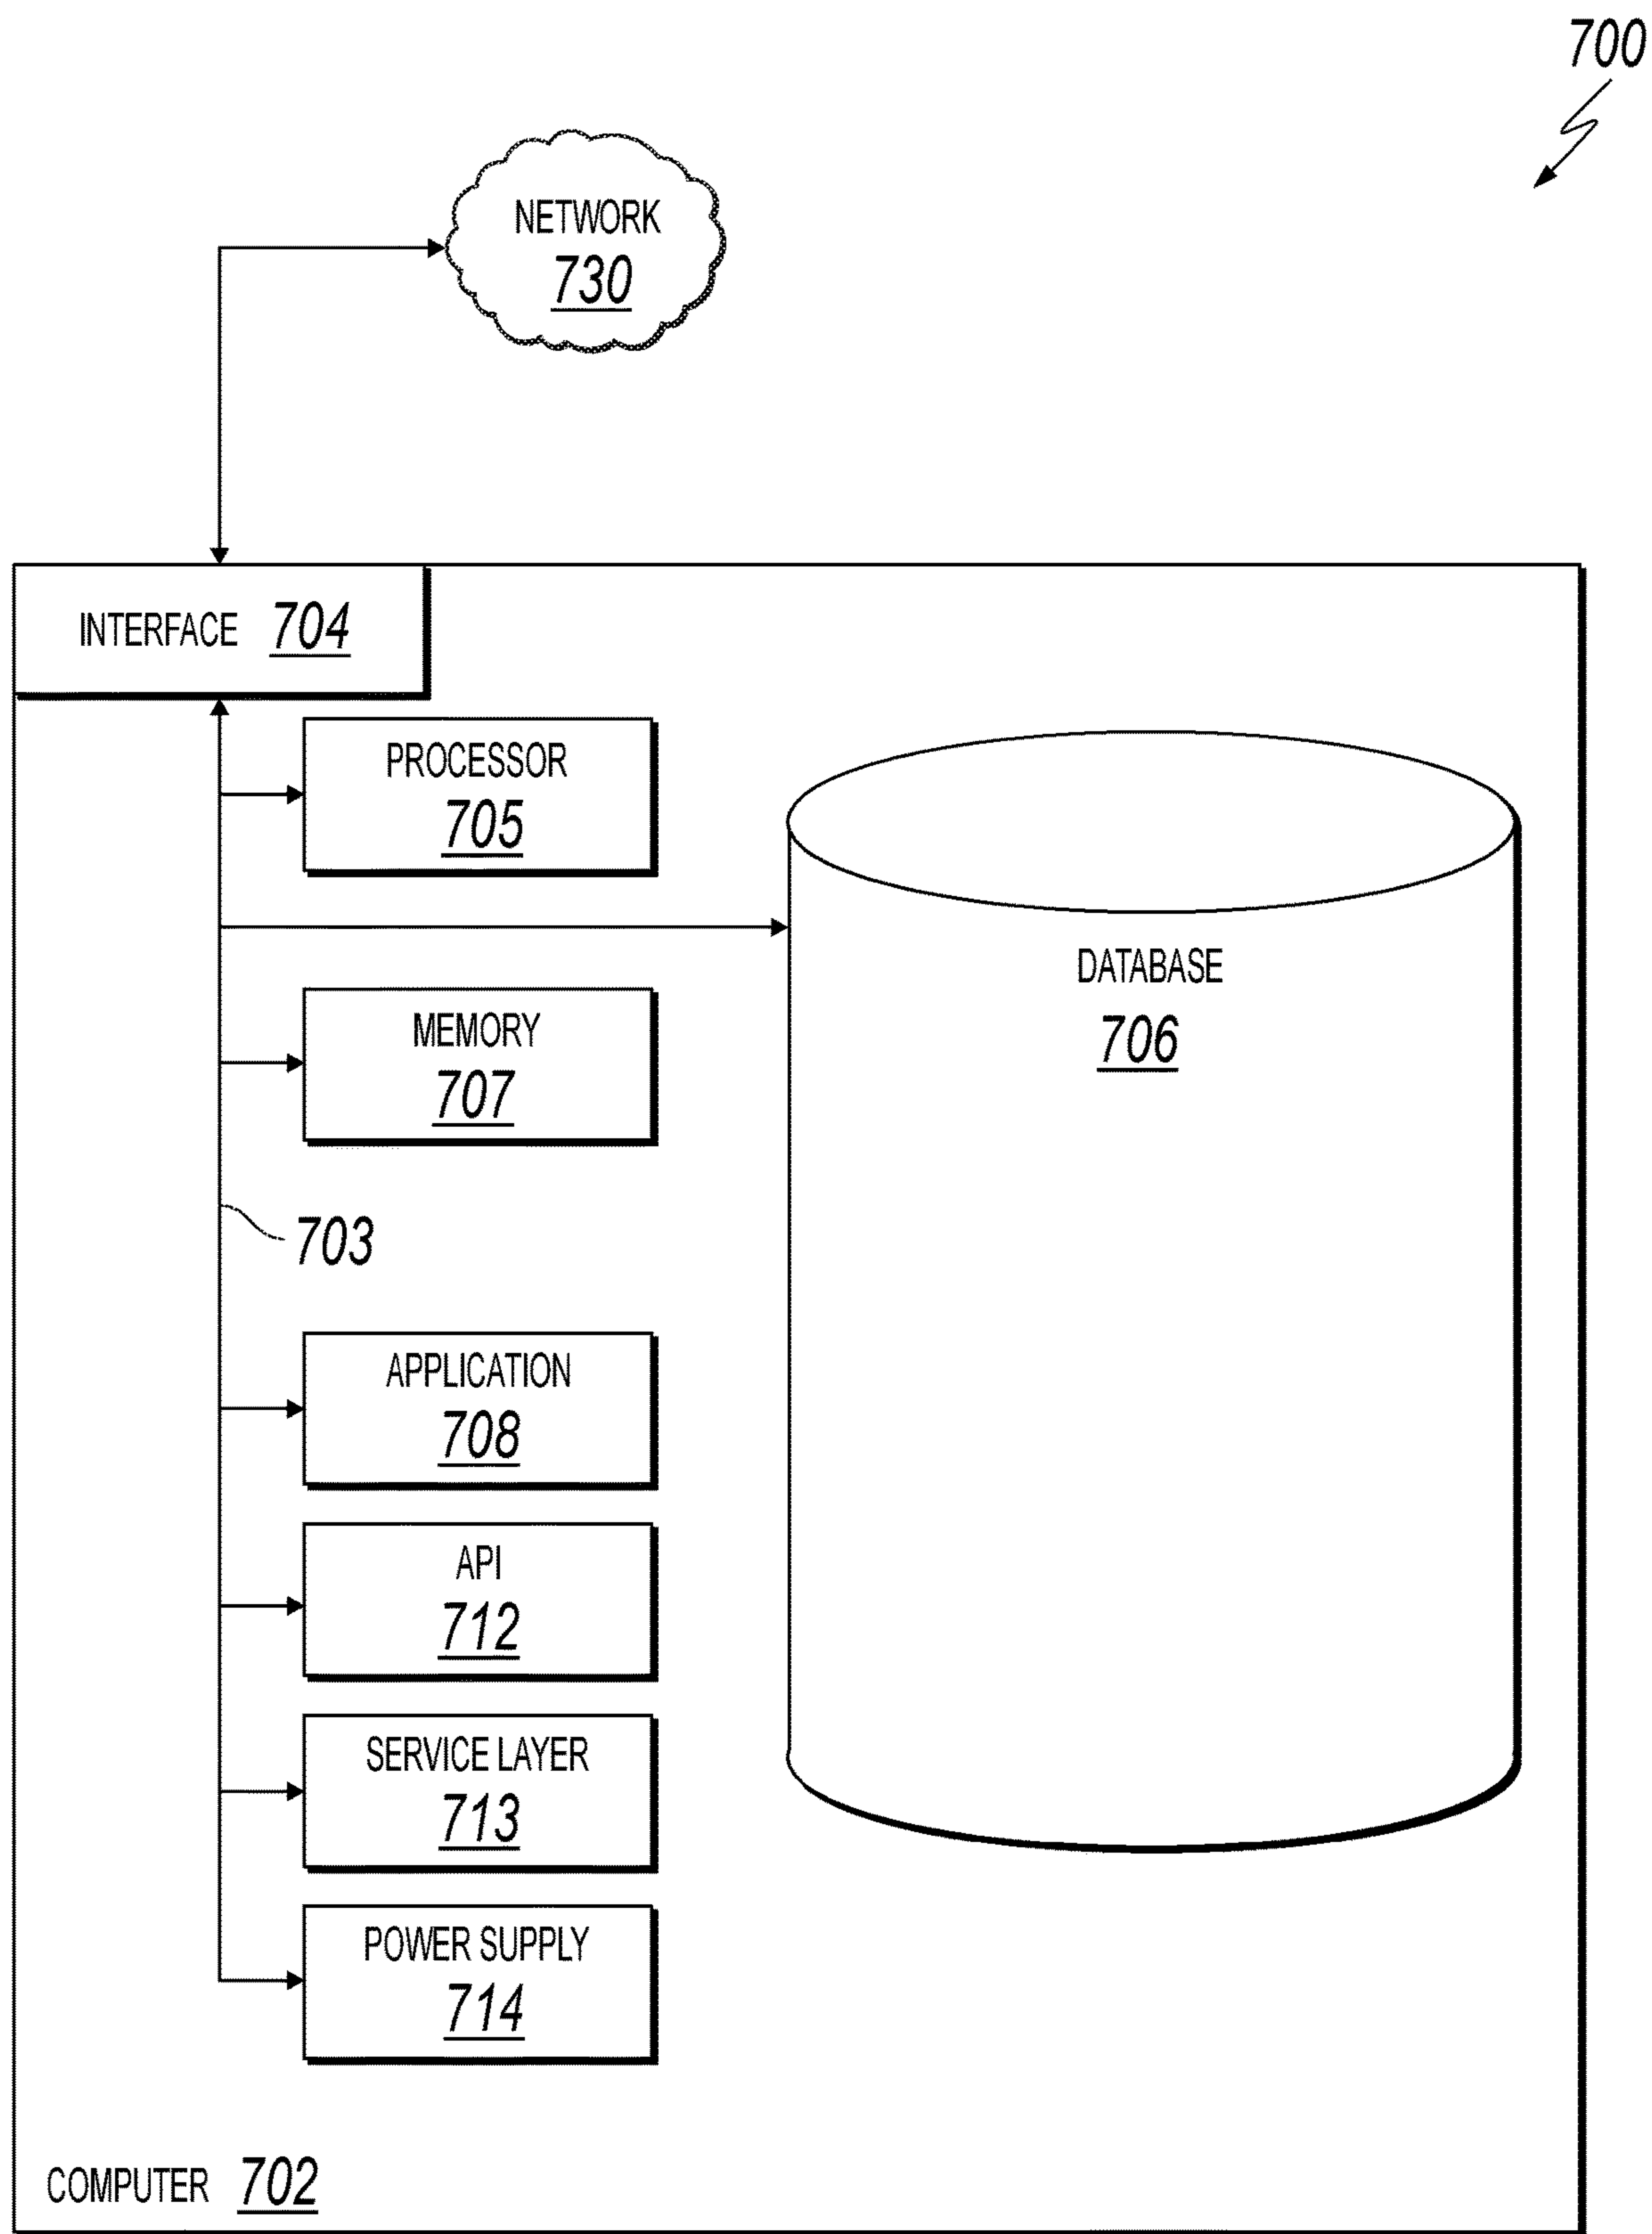 700
NETWORK
730
INTERFACE 704
PROCESSOR
705
DATABASE
706
MEMORY
707
703
APPLICATION
708
API
712
SERVICE LAYER
713
POWER SUPPLY
714
COMPUTER 702